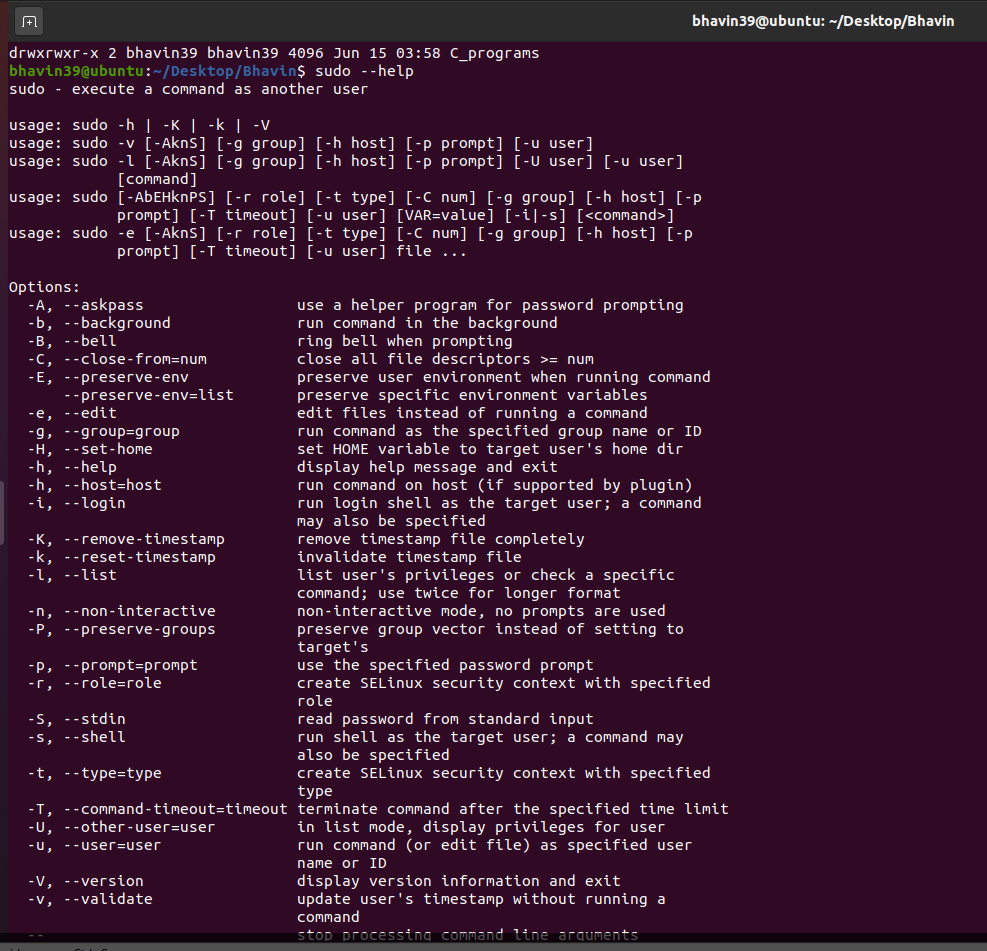 bhavin39@ubuntu: ~/Desktop/Bhavin
drwxrwxr-x 2 bhavin39 bhavin39 4096 Jun 15 03:58 C_programs
bhavin39@ubuntu:~/Desktop/Bhavin$ sudo --help
sudo - execute a command as another user

usage: sudo -h | -K | -k | -V
usage: sudo -v [-AknS] [-g group] [-h host] [-p prompt] [-u user]
usage: sudo -l [-AknS] [-g group] [-h host] [-p prompt] [-U user] [-u user]
            [command]
usage: sudo [-AbEHknPS] [-r role] [-t type] [-C num] [-g group] [-h host] [-p
            prompt] [-T timeout] [-u user] [VAR=value] [-i|-s] [<command>]
usage: sudo -e [-AknS] [-r role] [-t type] [-C num] [-g group] [-h host] [-p
            prompt] [-T timeout] [-u user] file ...

Options:
  -A, --askpass                 use a helper program for password prompting
  -b, --background              run command in the background
  -B, --bell                    ring bell when prompting
  -C, --close-from=num          close all file descriptors >= num
  -E, --preserve-env            preserve user environment when running command
      --preserve-env=list       preserve specific environment variables
  -e, --edit                    edit files instead of running a command
  -g, --group=group             run command as the specified group name or ID
  -H, --set-home                set HOME variable to target user's home dir
  -h, --help                    display help message and exit
  -h, --host=host               run command on host (if supported by plugin)
  -i, --login                   run login shell as the target user; a command
                                may also be specified
  -K, --remove-timestamp        remove timestamp file completely
  -k, --reset-timestamp         invalidate timestamp file
  -l, --list                    list user's privileges or check a specific
                                command; use twice for longer format
  -n, --non-interactive         non-interactive mode, no prompts are used
  -P, --preserve-groups         preserve group vector instead of setting to
                                target's
  -p, --prompt=prompt           use the specified password prompt
  -r, --role=role               create SELinux security context with specified
                                role
  -S, --stdin                   read password from standard input
  -s, --shell                   run shell as the target user; a command may
                                also be specified
  -t, --type=type               create SELinux security context with specified
                                type
  -T, --command-timeout=timeout terminate command after the specified time limit
  -U, --other-user=user         in list mode, display privileges for user
  -u, --user=user               run command (or edit file) as specified user
                                name or ID
  -V, --version                 display version information and exit
  -v, --validate                update user's timestamp without running a
                                command
  --                            stop processing command line arguments